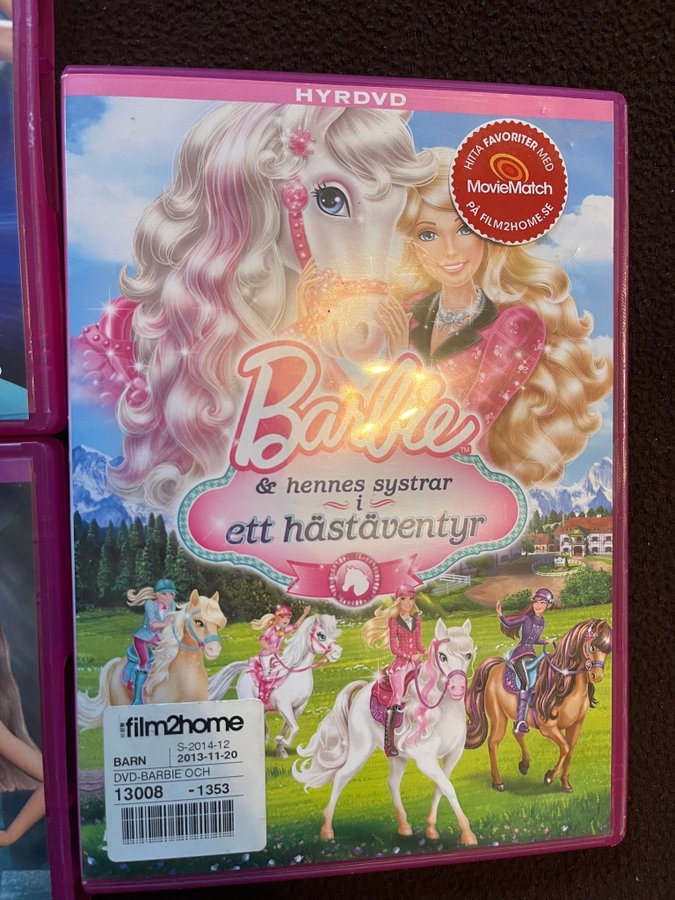 HYRDVD
HITTA FAVORITER MED
MovieMatch
PÅ FILM2HOME.SE
Barbie™
& hennes systrar
i
ett hästäventyr
film2home
S-2014-12
BARN 2013-11-20
DVD-BARBIE OCH
13008 -1353